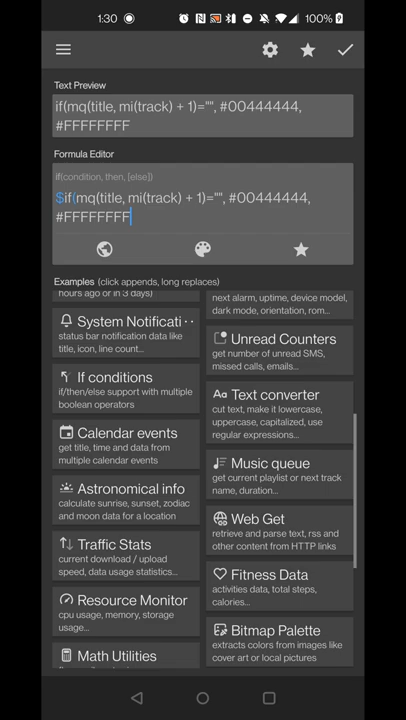 1:30
100%
Text Preview
if(mq(title, mi(track) + 1)="", #00444444,
#FFFFFFFF
Formula Editor
If(condition, then, [else])
$if(mq(title, mi(track) + 1)="", #00444444,
#FFFFFFFF
Examples (click appends, long replaces)
hours ago or in 3 days)
System Notificati··
status bar notification data like
title, icon, line count...
If conditions
if/then/else support with multiple
boolean operators
Calendar events
get title, time and data from
multiple calendar events
Astronomical info
calculate sunrise, sunset, zodiac
and moon data for a location
Traffic Stats
current download / upload
speed, data usage statistics...
Resource Monitor
cpu usage, memory, storage
usage...
Math Utilities
next alarm, uptime, device model,
dark mode, orientation, rom...
Unread Counters
get number of unread SMS,
missed calls, emails...
Aa Text converter
cut text, make it lowercase,
uppercase, capitalized, use
regular expressions...
Music queue
get current playlist or next track
name, duration...
Web Get
retrieve and parse text, rss and
other content from HTTP links
Fitness Data
activities data, total steps,
calories...
Bitmap Palette
extracts colors from images like
cover art or local pictures